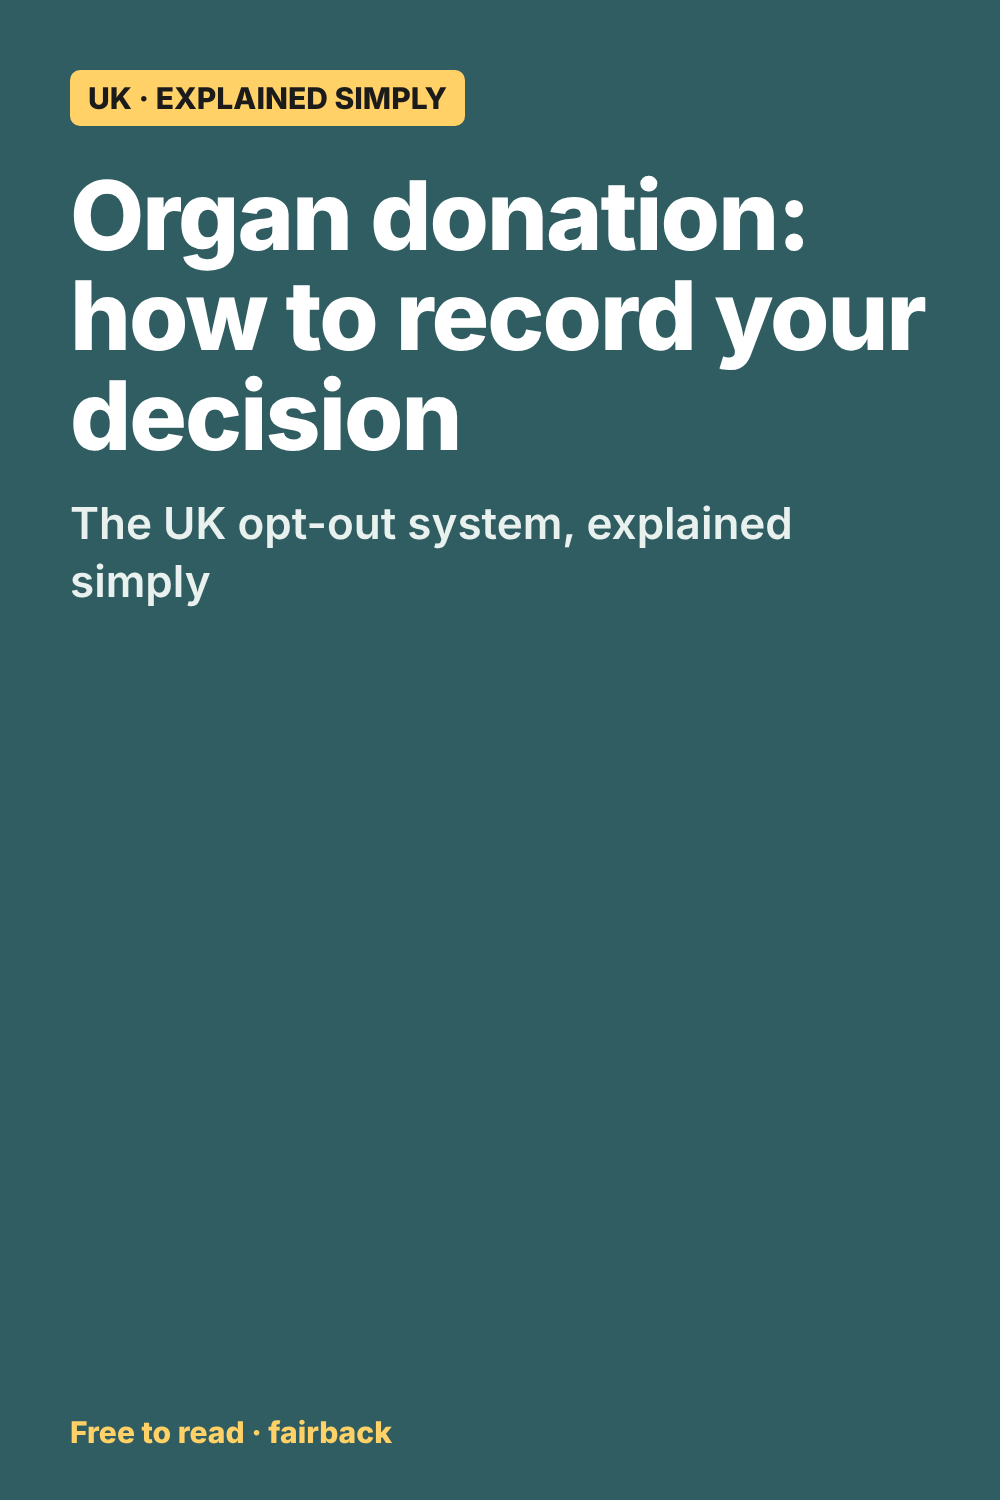 UK · EXPLAINED SIMPLY
Organ donation:
how to record your
decision
The UK opt-out system, explained
simply
Free to read · fairback